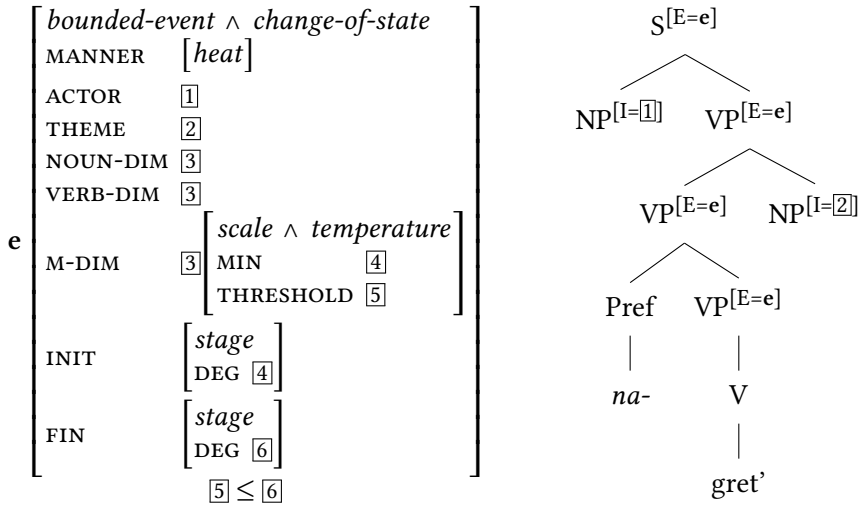 bounded-event ∧ change-of-state
MANNER [heat]
ACTOR 1
THEME 2
NOUN-DIM 3
VERB-DIM 3
e
M-DIM 3 [scale ∧ temperature
MIN 4
THRESHOLD 5]
INIT [stage
DEG 4]
FIN [stage
DEG 6]
5 ≤ 6
S[E=e]
NP[I=1] VP[E=e]
VP[E=e] NP[I=2]
Pref VP[E=e]
na- V
gret'